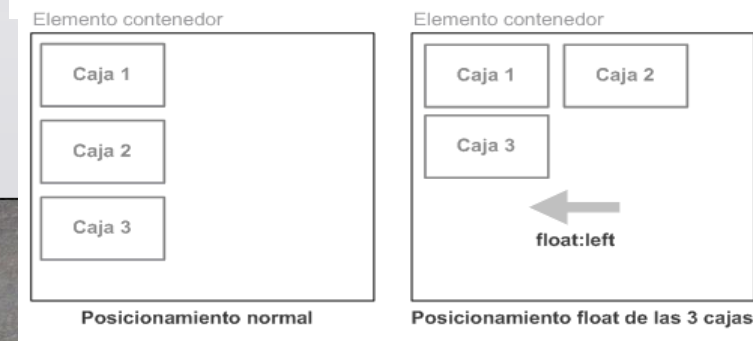 Elemento contenedor
Caja 1
Caja 2
Caja 3
Posicionamiento normal
Elemento contenedor
Caja 1
Caja 2
Caja 3
float:left
Posicionamiento float de las 3 cajas